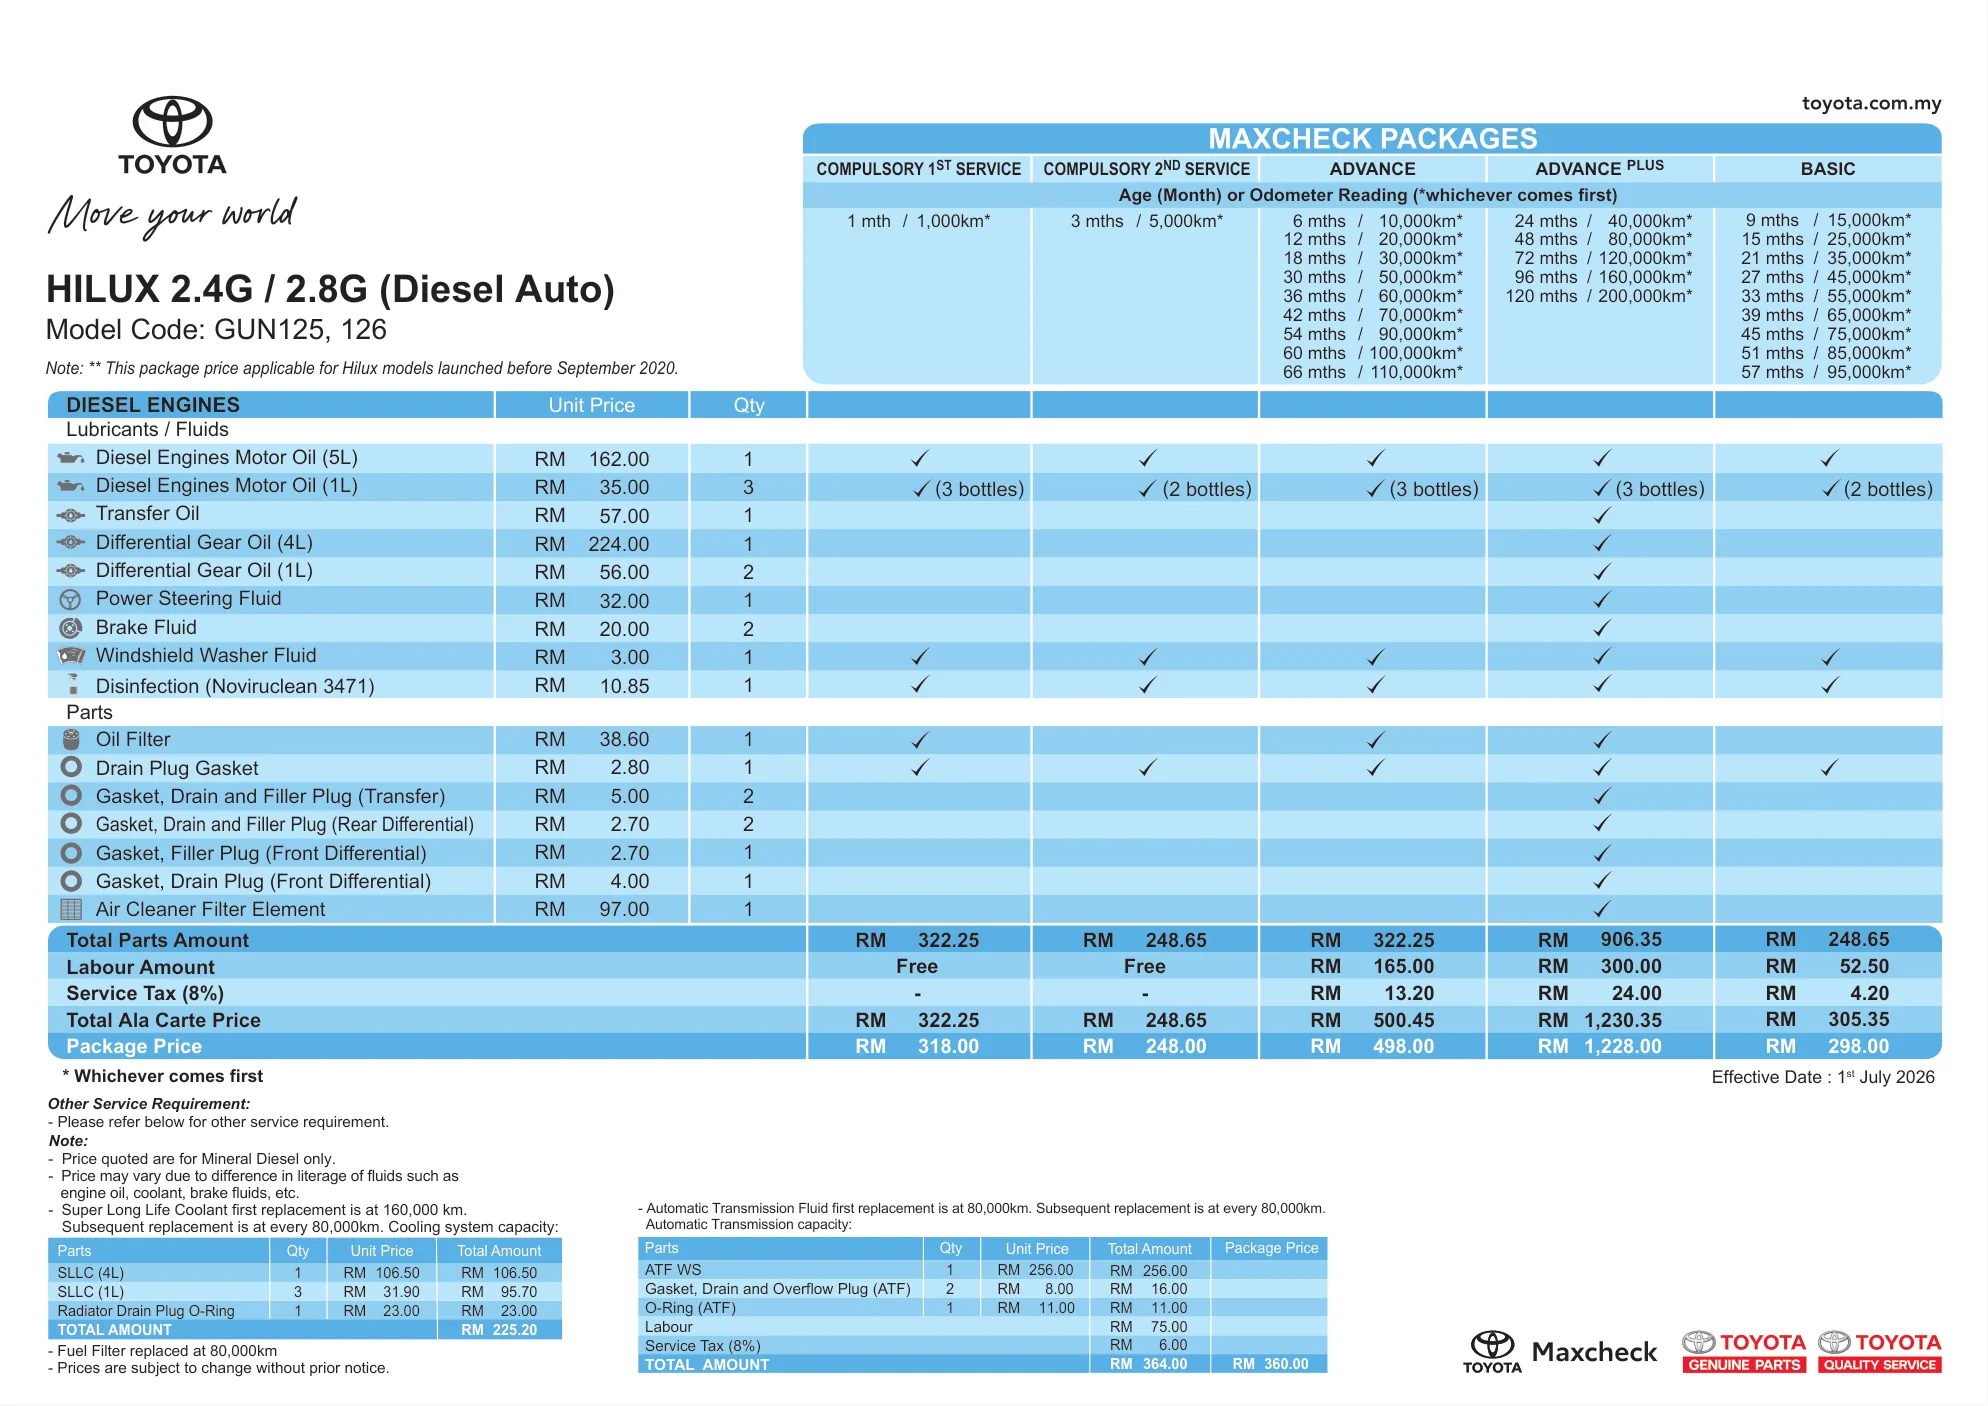 toyota.com.my
TOYOTA
Move your world
HILUX 2.4G / 2.8G (Diesel Auto)
Model Code: GUN125, 126
Note: ** This package price applicable for Hilux models launched before September 2020.
MAXCHECK PACKAGES
COMPULSORY 1ST SERVICE COMPULSORY 2ND SERVICE ADVANCE ADVANCE PLUS BASIC
Age (Month) or Odometer Reading (*whichever comes first)
1 mth / 1,000km* 3 mths / 5,000km* 6 mths / 10,000km* 24 mths / 40,000km* 9 mths / 15,000km*
12 mths / 20,000km* 48 mths / 80,000km* 15 mths / 25,000km*
18 mths / 30,000km* 72 mths / 120,000km* 21 mths / 35,000km*
30 mths / 50,000km* 96 mths / 160,000km* 27 mths / 45,000km*
36 mths / 60,000km* 120 mths / 200,000km* 33 mths / 55,000km*
42 mths / 70,000km* 39 mths / 65,000km*
54 mths / 90,000km* 45 mths / 75,000km*
60 mths / 100,000km* 51 mths / 85,000km*
66 mths / 110,000km* 57 mths / 95,000km*
DIESEL ENGINES Unit Price Qty
Lubricants / Fluids
Diesel Engines Motor Oil (5L) RM 162.00 1 ✓ ✓ ✓ ✓ ✓
Diesel Engines Motor Oil (1L) RM 35.00 3 ✓ (3 bottles) ✓ (2 bottles) ✓ (3 bottles) ✓ (3 bottles) ✓ (2 bottles)
Transfer Oil RM 57.00 1 ✓
Differential Gear Oil (4L) RM 224.00 1 ✓
Differential Gear Oil (1L) RM 56.00 2 ✓
Power Steering Fluid RM 32.00 1 ✓
Brake Fluid RM 20.00 2 ✓
Windshield Washer Fluid RM 3.00 1 ✓ ✓ ✓ ✓ ✓
Disinfection (Noviruclean 3471) RM 10.85 1 ✓ ✓ ✓ ✓ ✓
Parts
Oil Filter RM 38.60 1 ✓ ✓ ✓
Drain Plug Gasket RM 2.80 1 ✓ ✓ ✓ ✓ ✓
Gasket, Drain and Filler Plug (Transfer) RM 5.00 2 ✓
Gasket, Drain and Filler Plug (Rear Differential) RM 2.70 2 ✓
Gasket, Filler Plug (Front Differential) RM 2.70 1 ✓
Gasket, Drain Plug (Front Differential) RM 4.00 1 ✓
Air Cleaner Filter Element RM 97.00 1 ✓
Total Parts Amount RM 322.25 RM 248.65 RM 322.25 RM 906.35 RM 248.65
Labour Amount Free Free RM 165.00 RM 300.00 RM 52.50
Service Tax (8%) - - RM 13.20 RM 24.00 RM 4.20
Total Ala Carte Price RM 322.25 RM 248.65 RM 500.45 RM 1,230.35 RM 305.35
Package Price RM 318.00 RM 248.00 RM 498.00 RM 1,228.00 RM 298.00
* Whichever comes first
Effective Date : 1st July 2026
Other Service Requirement:
- Please refer below for other service requirement.
Note:
- Price quoted are for Mineral Diesel only.
- Price may vary due to difference in literage of fluids such as
engine oil, coolant, brake fluids, etc.
- Super Long Life Coolant first replacement is at 160,000 km.
Subsequent replacement is at every 80,000km. Cooling system capacity:
Parts Qty Unit Price Total Amount
SLLC (4L) 1 RM 106.50 RM 106.50
SLLC (1L) 3 RM 31.90 RM 95.70
Radiator Drain Plug O-Ring 1 RM 23.00 RM 23.00
TOTAL AMOUNT RM 225.20
- Fuel Filter replaced at 80,000km
- Prices are subject to change without prior notice.
- Automatic Transmission Fluid first replacement is at 80,000km. Subsequent replacement is at every 80,000km.
Automatic Transmission capacity:
Parts Qty Unit Price Total Amount Package Price
ATF WS 1 RM 256.00 RM 256.00
Gasket, Drain and Overflow Plug (ATF) 2 RM 8.00 RM 16.00
O-Ring (ATF) 1 RM 11.00 RM 11.00
Labour RM 75.00
Service Tax (8%) RM 6.00
TOTAL AMOUNT RM 364.00 RM 360.00
TOYOTA Maxcheck
TOYOTA
GENUINE PARTS
TOYOTA
QUALITY SERVICE